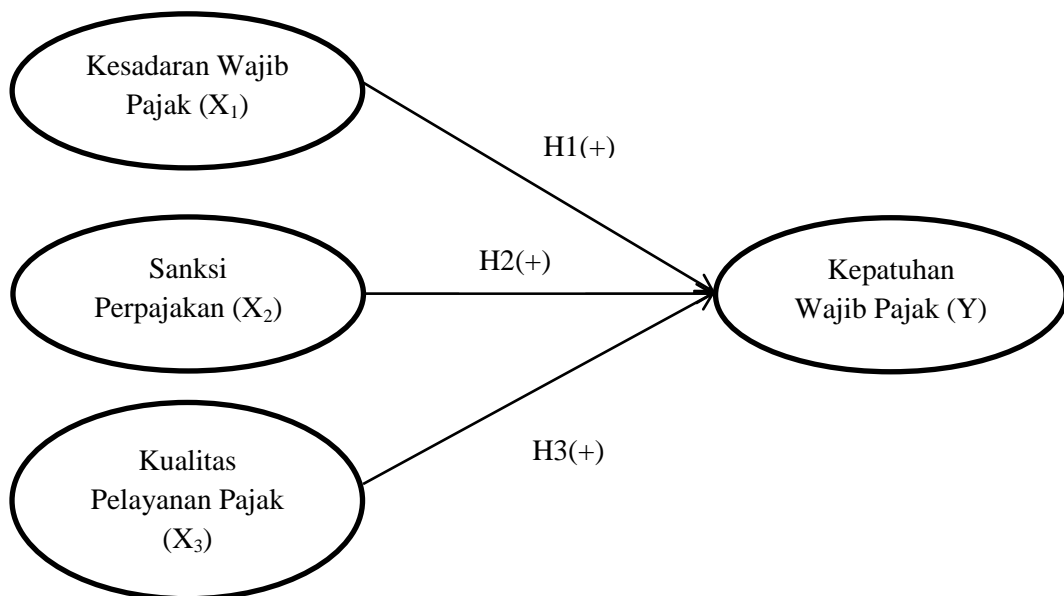 Kesadaran Wajib
Pajak (X₁)
H1(+)
Sanksi
Perpajakan (X₂)
H2(+)
Kepatuhan
Wajib Pajak (Y)
Kualitas
Pelayanan Pajak
(X₃)
H3(+)